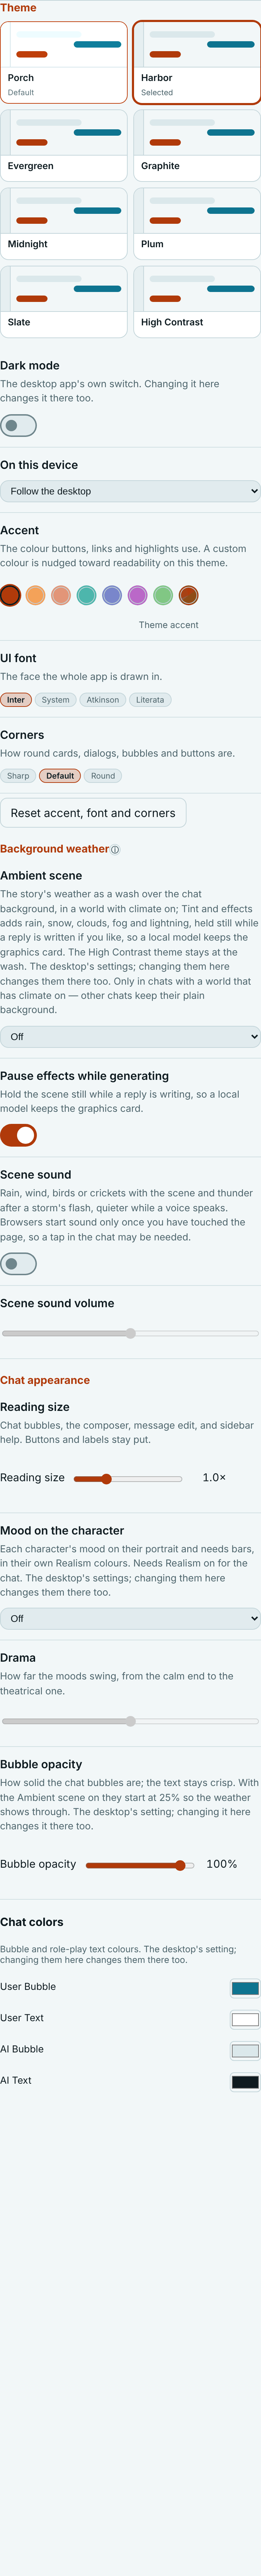 Theme
Porch
Default
Harbor
Selected
Evergreen
Graphite
Midnight
Plum
Slate
High Contrast
Dark mode
The desktop app's own switch. Changing it here
changes it there too.
On this device
Follow the desktop
Accent
The colour buttons, links and highlights use. A custom
colour is nudged toward readability on this theme.
Theme accent
UI font
The face the whole app is drawn in.
Inter
System
Atkinson
Literata
Corners
How round cards, dialogs, bubbles and buttons are.
Sharp
Default
Round
Reset accent, font and corners
Background weather
Ambient scene
The story's weather as a wash over the chat
background, in a world with climate on; Tint and effects
adds rain, snow, clouds, fog and lightning, held still while
a reply is written if you like, so a local model keeps the
graphics card. The High Contrast theme stays at the
wash. The desktop's settings; changing them here
changes them there too. Only in chats with a world that
has climate on — other chats keep their plain
background.
Off
Pause effects while generating
Hold the scene still while a reply is writing, so a local
model keeps the graphics card.
Scene sound
Rain, wind, birds or crickets with the scene and thunder
after a storm's flash, quieter while a voice speaks.
Browsers start sound only once you have touched the
page, so a tap in the chat may be needed.
Scene sound volume
Chat appearance
Reading size
Chat bubbles, the composer, message edit, and sidebar
help. Buttons and labels stay put.
Reading size
1.0×
Mood on the character
Each character's mood on their portrait and needs bars,
in their own Realism colours. Needs Realism on for the
chat. The desktop's settings; changing them here
changes them there too.
Off
Drama
How far the moods swing, from the calm end to the
theatrical one.
Bubble opacity
How solid the chat bubbles are; the text stays crisp. With
the Ambient scene on they start at 25% so the weather
shows through. The desktop's setting; changing it here
changes it there too.
Bubble opacity
100%
Chat colors
Bubble and role-play text colours. The desktop's setting;
changing them here changes them there too.
User Bubble
User Text
AI Bubble
AI Text